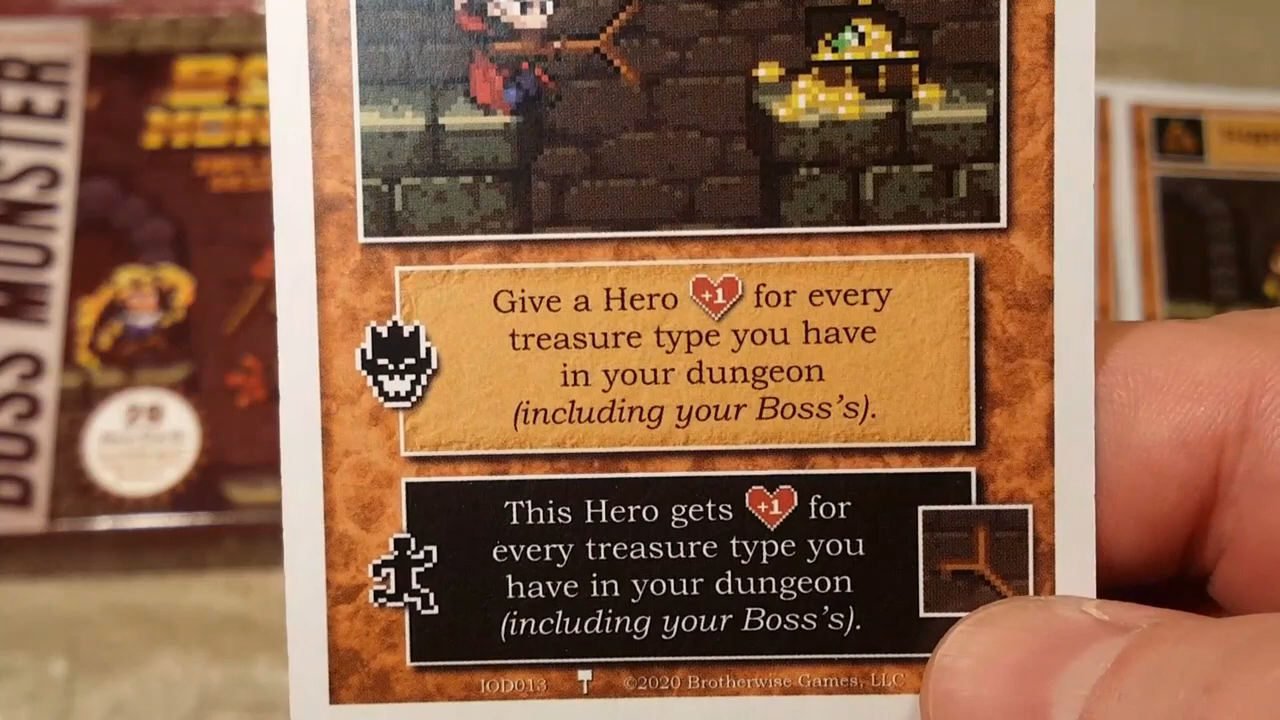 BOSS MONSTER
Give a Hero +1 for every
treasure type you have
in your dungeon
(including your Boss's).
This Hero gets +1 for
every treasure type you
have in your dungeon
(including your Boss's).
IOD013
©2020 Brotherwise Games, LLC